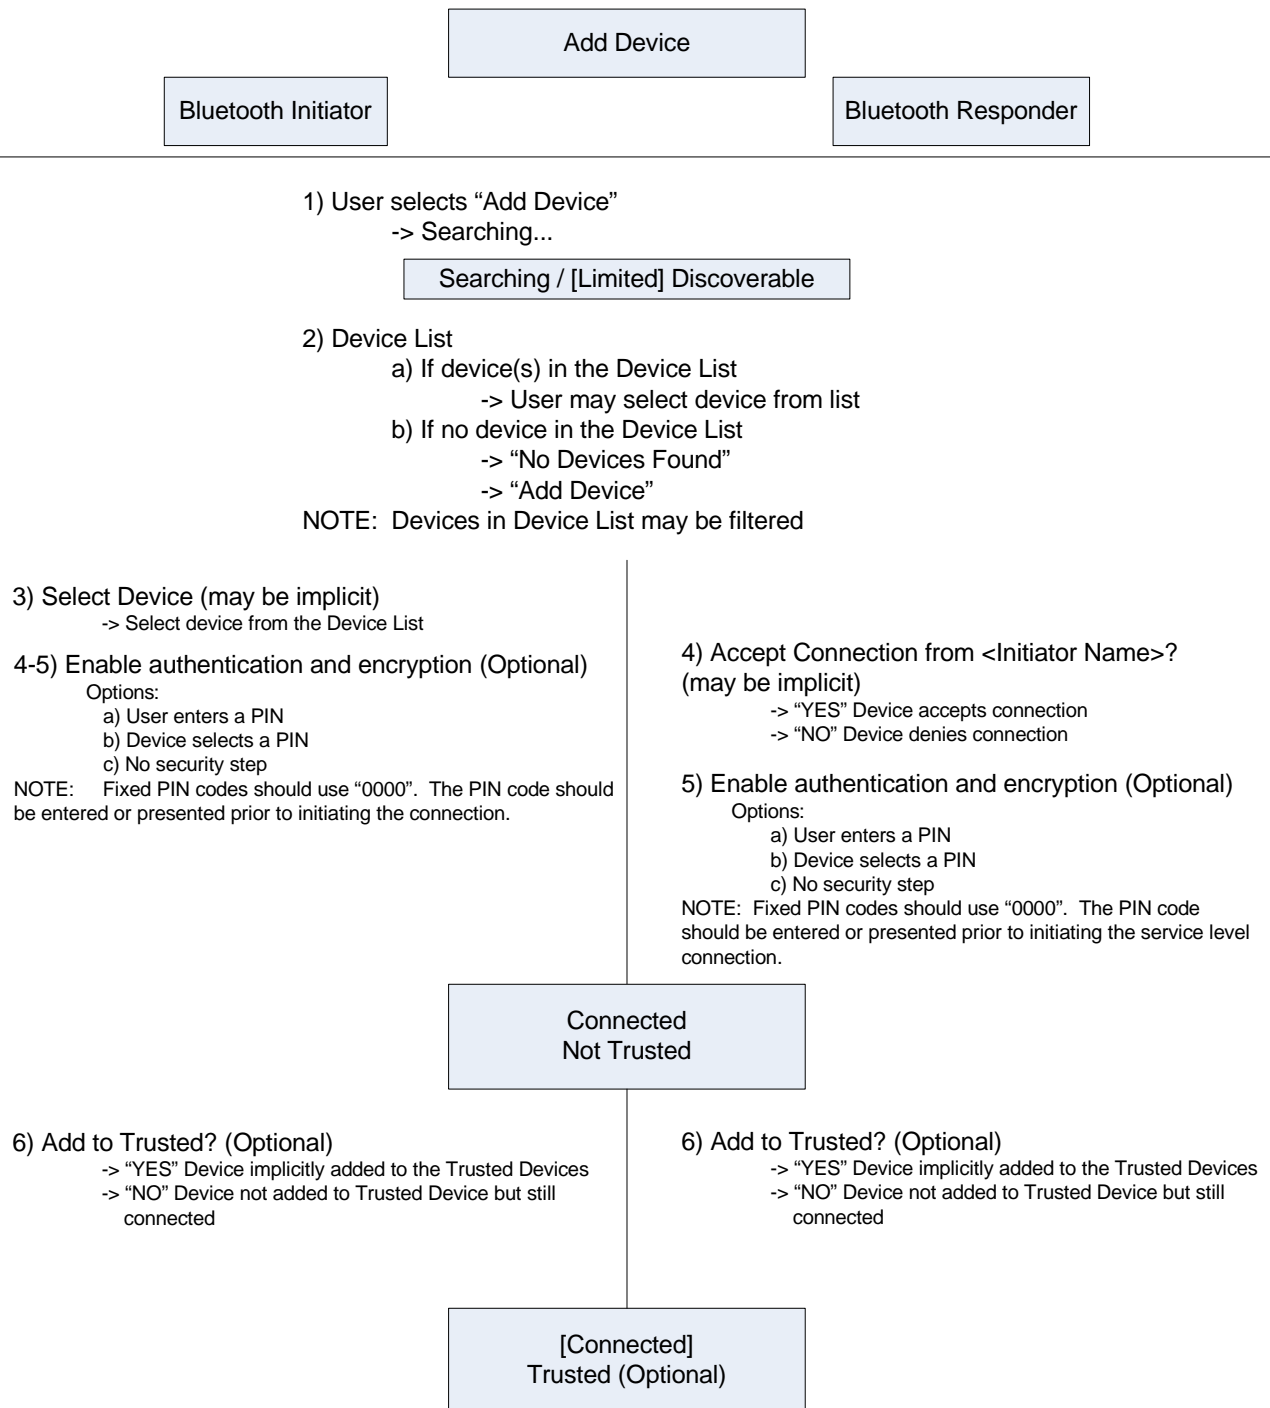 Add Device
Bluetooth Initiator
Bluetooth Responder
1) User selects “Add Device”
-> Searching...
Searching / [Limited] Discoverable
2) Device List
a) If device(s) in the Device List
-> User may select device from list
b) If no device in the Device List
-> “No Devices Found”
-> “Add Device”
NOTE: Devices in Device List may be filtered
3) Select Device (may be implicit)
-> Select device from the Device List
4-5) Enable authentication and encryption (Optional)
Options:
a) User enters a PIN
b) Device selects a PIN
c) No security step
NOTE: Fixed PIN codes should use “0000”. The PIN code should
be entered or presented prior to initiating the connection.
4) Accept Connection from <Initiator Name>?
(may be implicit)
-> “YES” Device accepts connection
-> “NO” Device denies connection
5) Enable authentication and encryption (Optional)
Options:
a) User enters a PIN
b) Device selects a PIN
c) No security step
NOTE: Fixed PIN codes should use “0000”. The PIN code
should be entered or presented prior to initiating the service level
connection.
Connected
Not Trusted
6) Add to Trusted? (Optional)
-> “YES” Device implicitly added to the Trusted Devices
-> “NO” Device not added to Trusted Device but still
connected
6) Add to Trusted? (Optional)
-> “YES” Device implicitly added to the Trusted Devices
-> “NO” Device not added to Trusted Device but still
connected
[Connected]
Trusted (Optional)